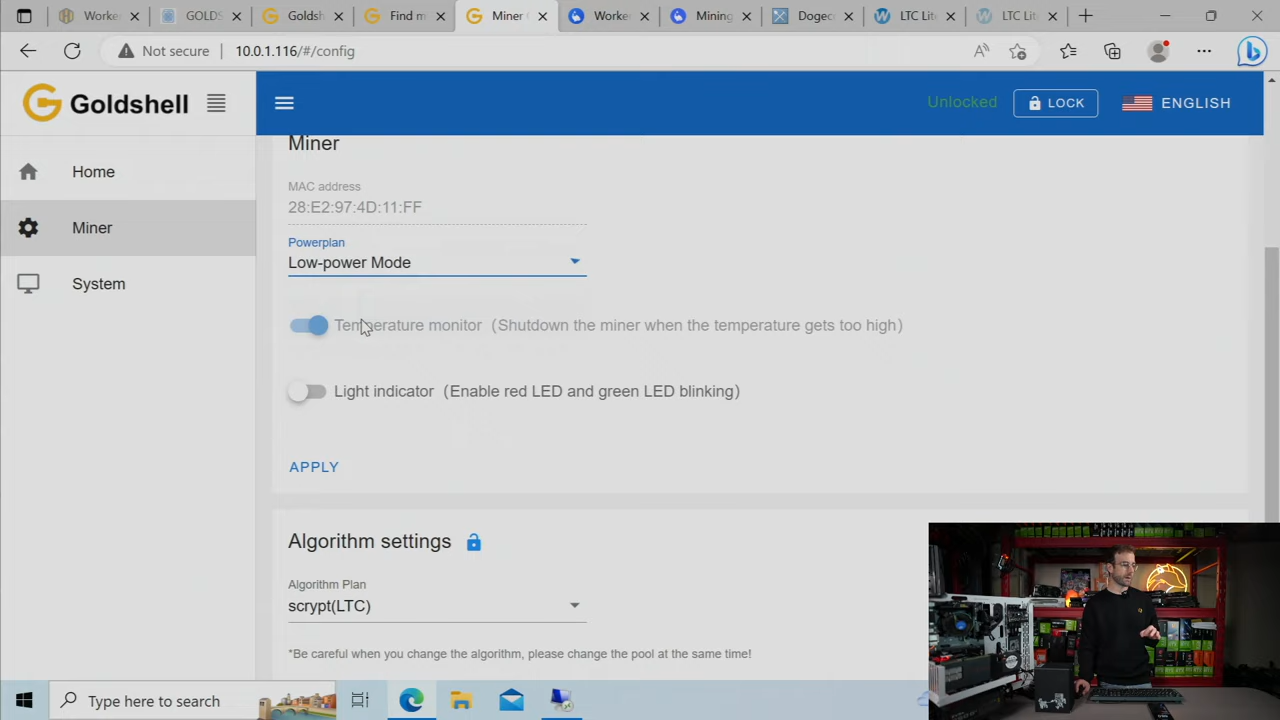 Worker
GOLDS
Goldsh
Find m
Miner
Worke
Mining
Dogec
LTC Lit
LTC Lit
Not secure
10.0.1.116/#/config
Goldshell
Unlocked
LOCK
ENGLISH
Home
Miner
System
Miner
MAC address
28:E2:97:4D:11:FF
Powerplan
Low-power Mode
Temperature monitor（Shutdown the miner when the temperature gets too high）
Light indicator（Enable red LED and green LED blinking）
APPLY
Algorithm settings
Algorithm Plan
scrypt(LTC)
*Be careful when you change the algorithm, please change the pool at the same time!
Type here to search